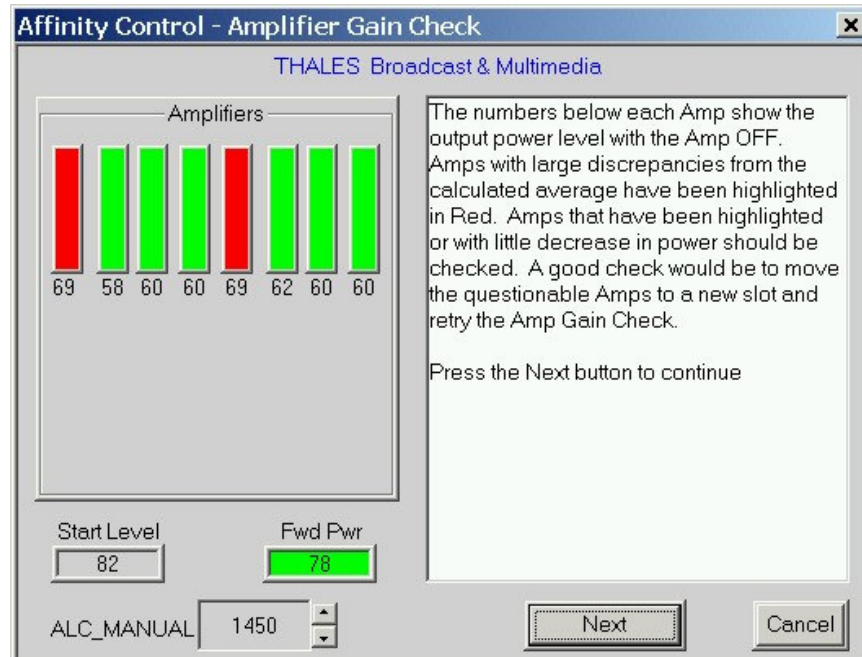 Affinity Control - Amplifier Gain Check
THALES Broadcast & Multimedia
Amplifiers
69 58 60 60 69 62 60 60
The numbers below each Amp show the
output power level with the Amp OFF.
Amps with large discrepancies from the
calculated average have been highlighted
in Red. Amps that have been highlighted
or with little decrease in power should be
checked. A good check would be to move
the questionable Amps to a new slot and
retry the Amp Gain Check.
Press the Next button to continue
Start Level
82
Fwd Pwr
78
ALC_MANUAL 1450
Next
Cancel